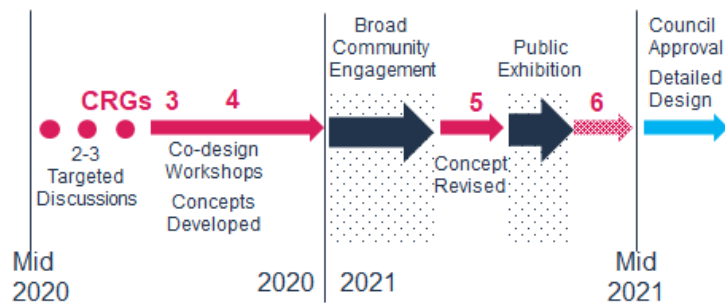 Broad
Community
Engagement
Public
Exhibition
Council
Approval
Detailed
Design
CRGs 3 4
5
6
2-3
Targeted
Discussions
Co-design
Workshops
Concepts
Developed
Concept
Revised
Mid
2020
2020
2021
Mid
2021